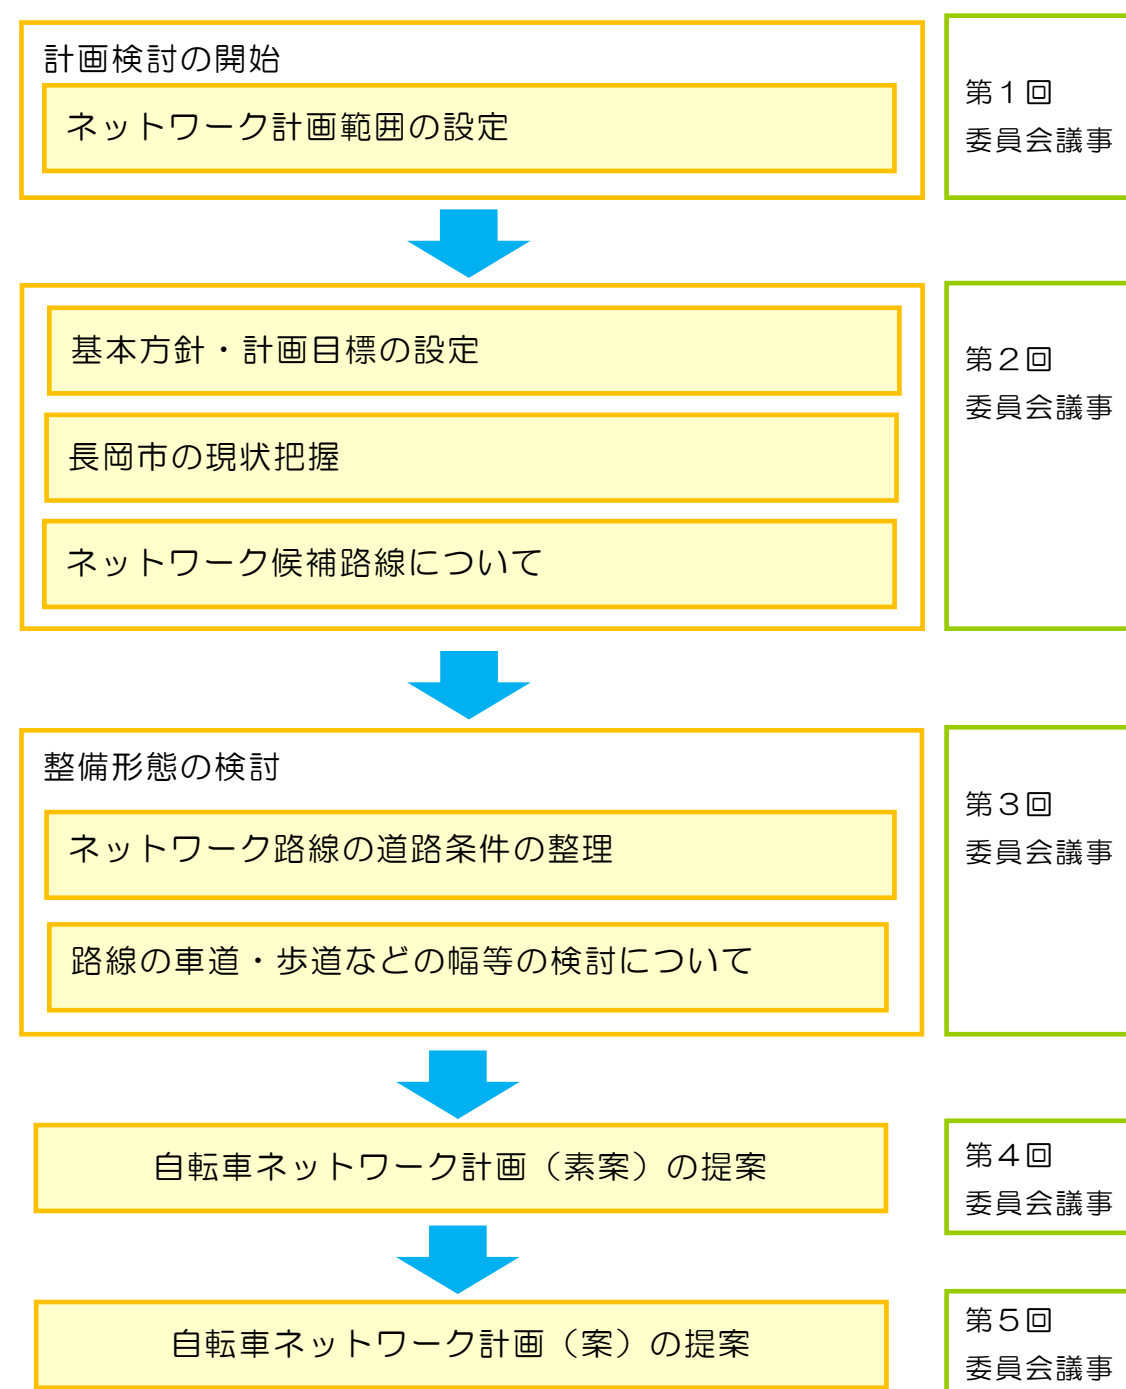 計画検討の開始
ネットワーク計画範囲の設定
第１回
委員会議事
基本方針・計画目標の設定
長岡市の現状把握
ネットワーク候補路線について
第２回
委員会議事
整備形態の検討
ネットワーク路線の道路条件の整理
路線の車道・歩道などの幅等の検討について
第３回
委員会議事
自転車ネットワーク計画（素案）の提案
第４回
委員会議事
自転車ネットワーク計画（案）の提案
第５回
委員会議事